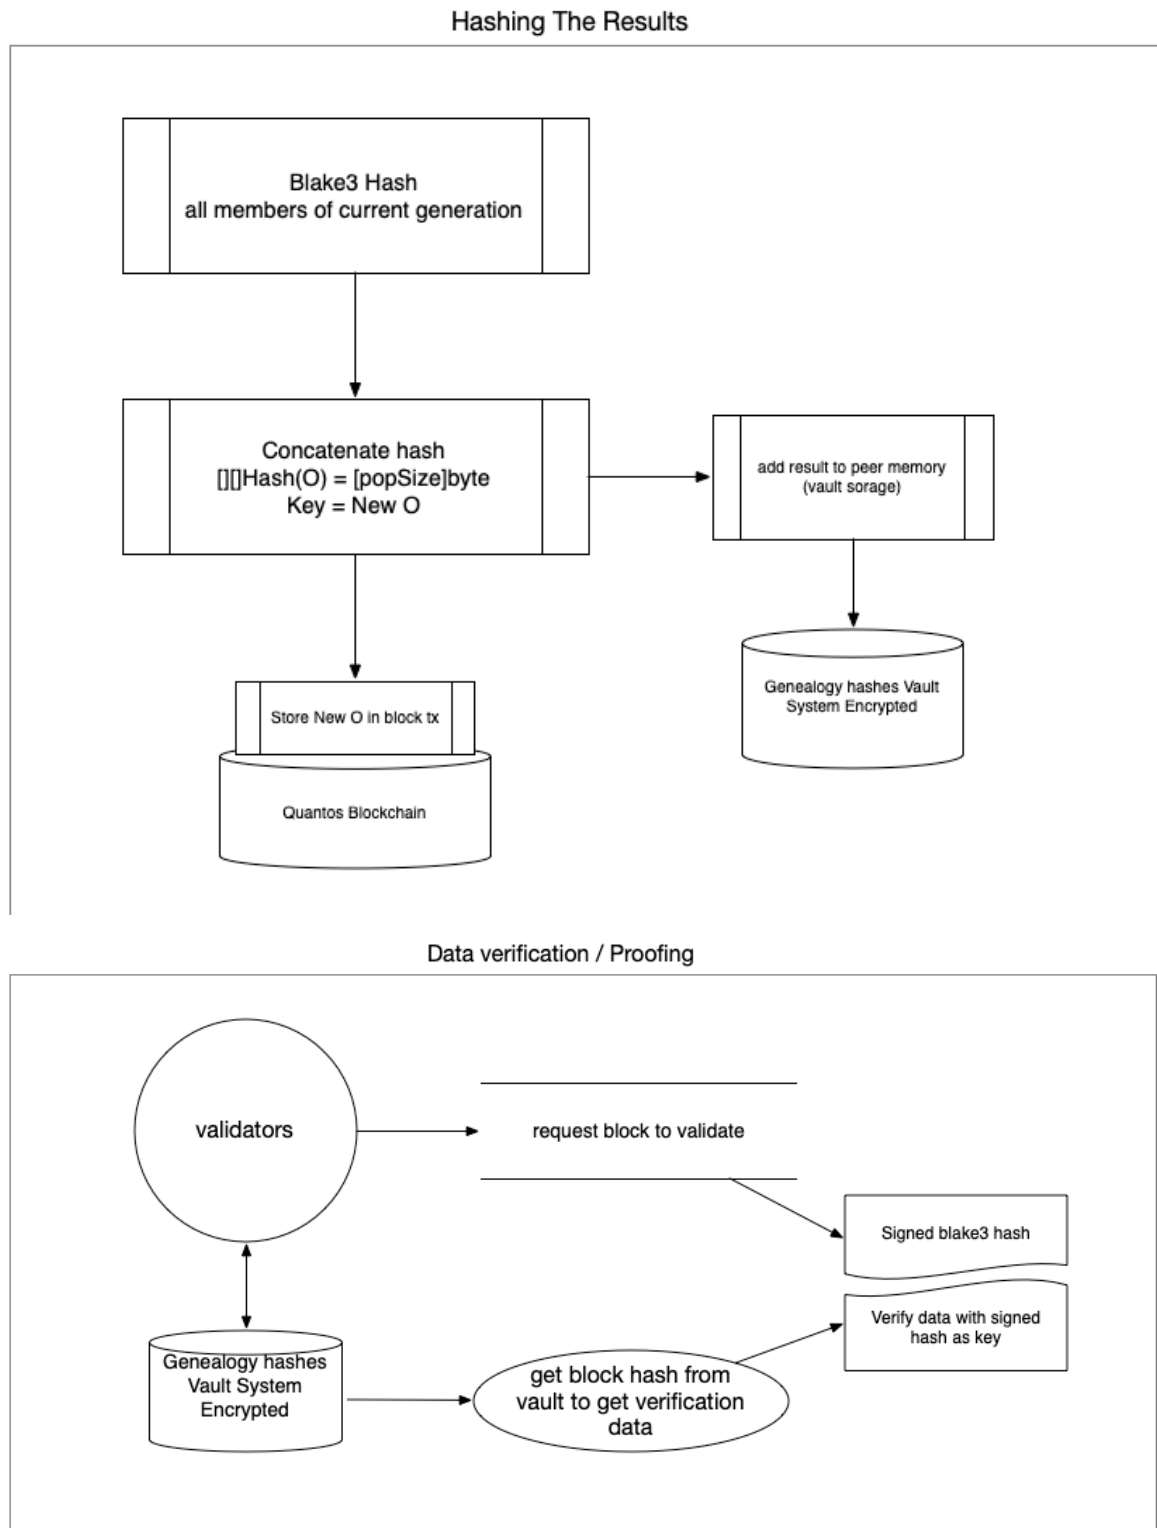 Hashing The Results
Blake3 Hash
all members of current generation
Concatenate hash
[][]Hash(O) = [popSize]byte
Key = New O
add result to peer memory
(vault sorage)
Store New O in block tx
Quantos Blockchain
Genealogy hashes Vault
System Encrypted
Data verification / Proofing
validators
request block to validate
Signed blake3 hash
Verify data with signed
hash as key
Genealogy hashes
Vault System
Encrypted
get block hash from
vault to get verification
data